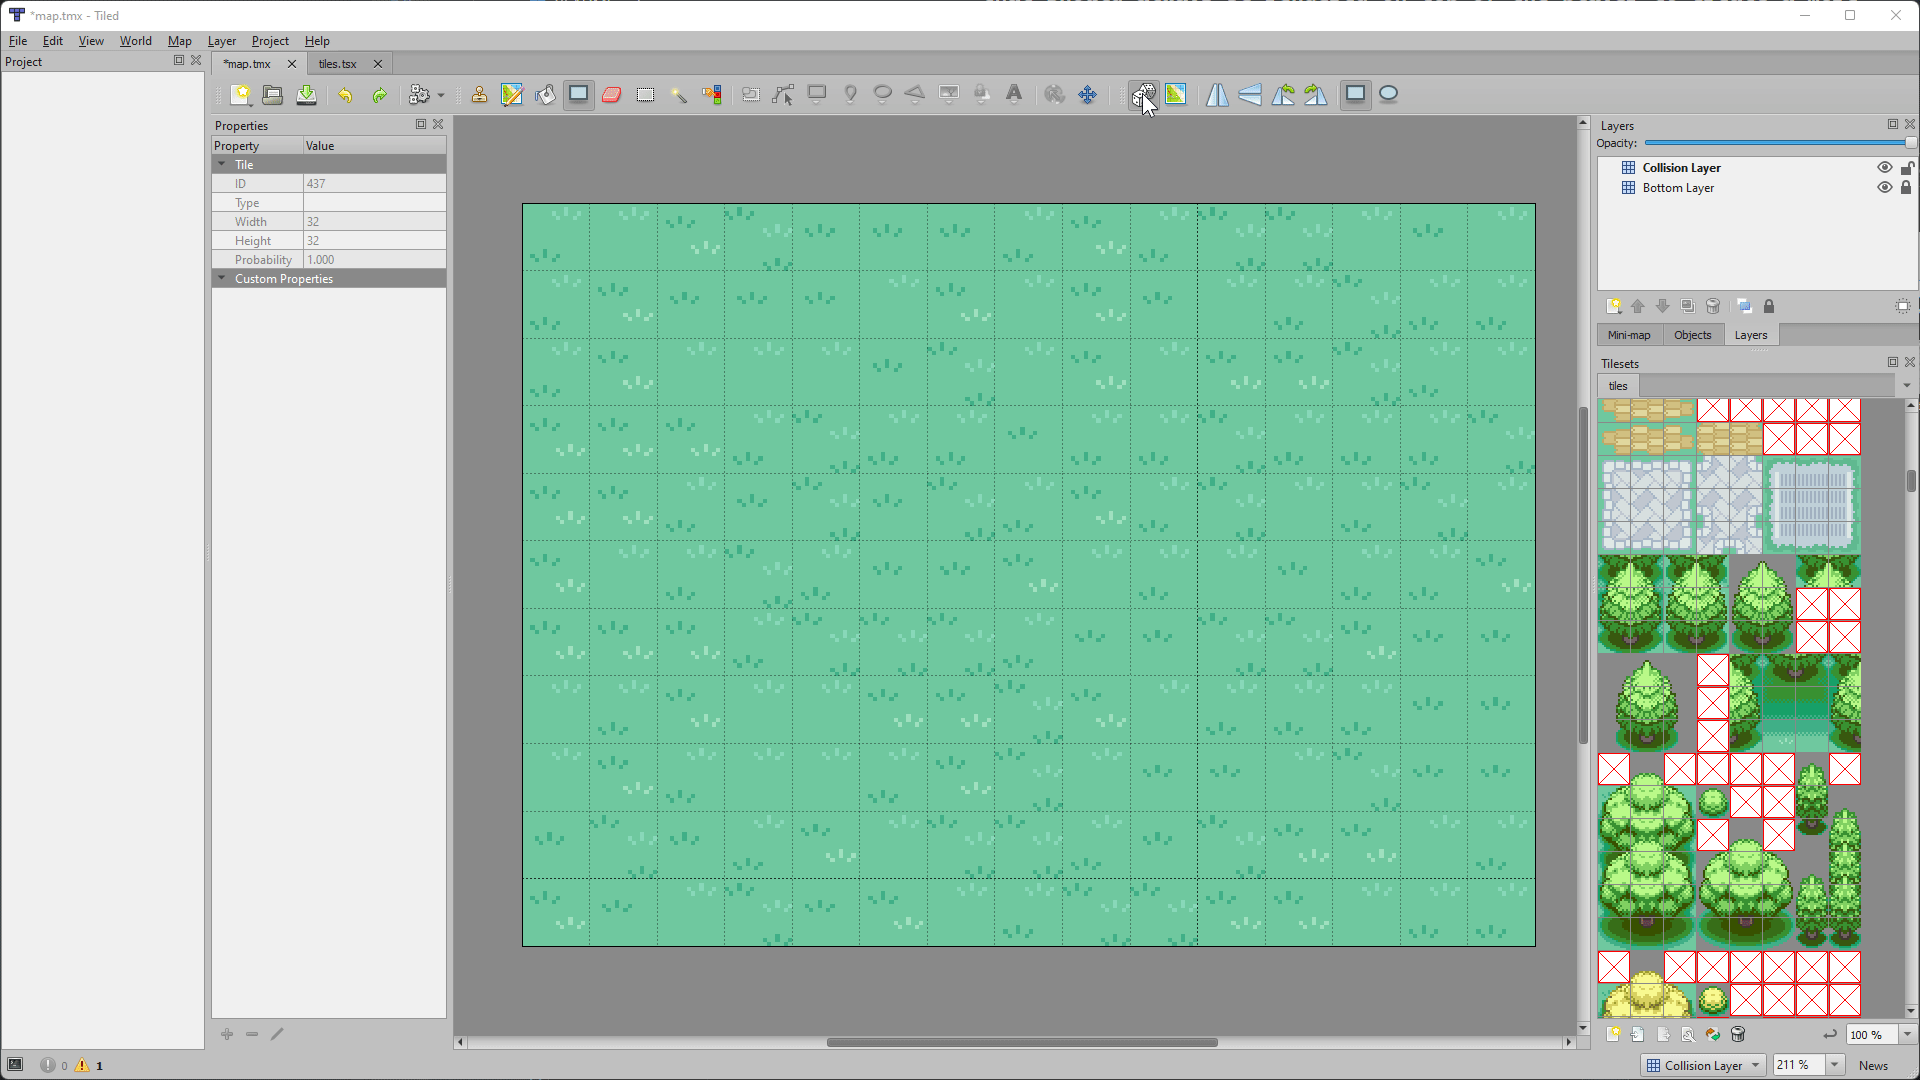 *map.tmx - Tiled
File Edit View World Map Layer Project Help
Project
*map.tmx
tiles.tsx
Properties
Property Value
Tile
ID 437
Type
Width 32
Height 32
Probability 1.000
Custom Properties
Layers
Opacity:
Collision Layer
Bottom Layer
Mini-map Objects Layers
Tilesets
tiles
100 %
0 1
Collision Layer
211 %
News